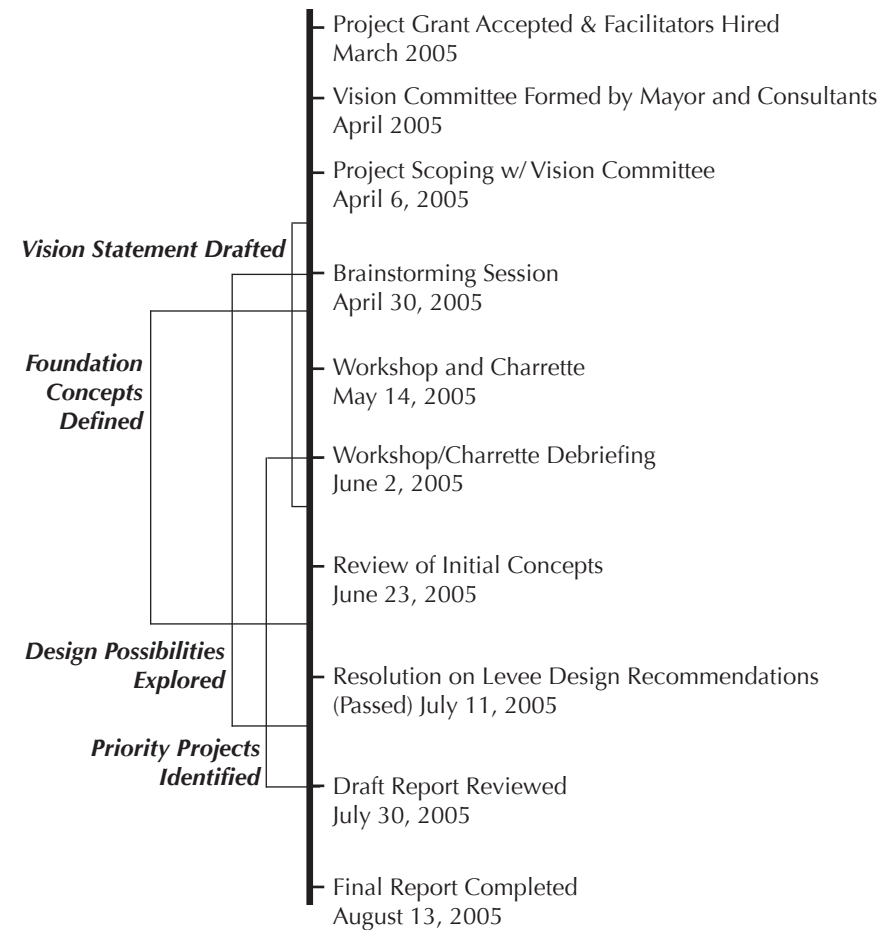 Project Grant Accepted & Facilitators Hired
March 2005
Vision Committee Formed by Mayor and Consultants
April 2005
Project Scoping w/ Vision Committee
April 6, 2005
Vision Statement Drafted
Brainstorming Session
April 30, 2005
Foundation
Concepts
Defined
Workshop and Charrette
May 14, 2005
Workshop/Charrette Debriefing
June 2, 2005
Review of Initial Concepts
June 23, 2005
Design Possibilities
Explored
Resolution on Levee Design Recommendations
(Passed) July 11, 2005
Priority Projects
Identified
Draft Report Reviewed
July 30, 2005
Final Report Completed
August 13, 2005